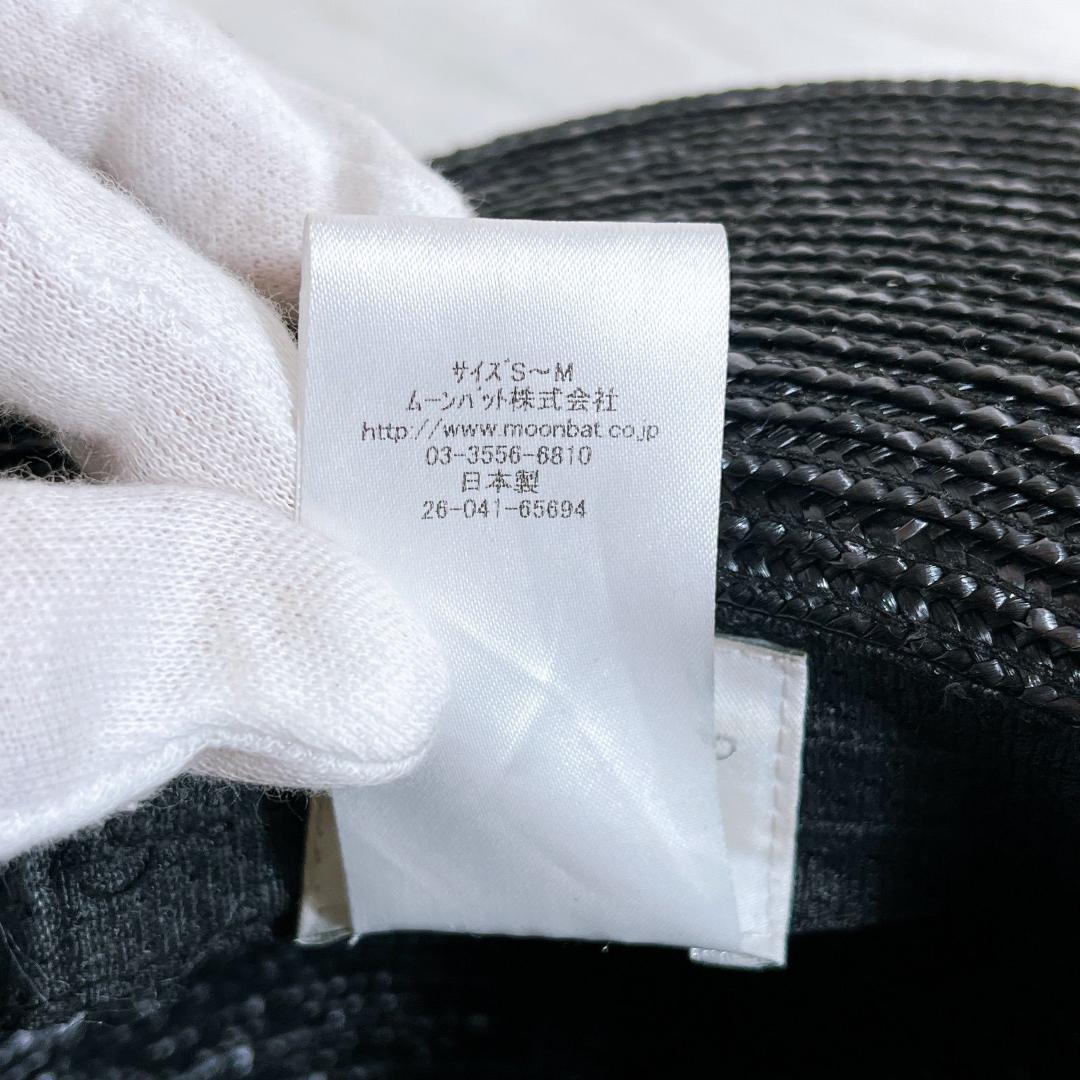 サイズ S～M
ムーンバット株式会社
http://www.moonbat.co.jp
03-3556-6810
日本製
26-041-65694